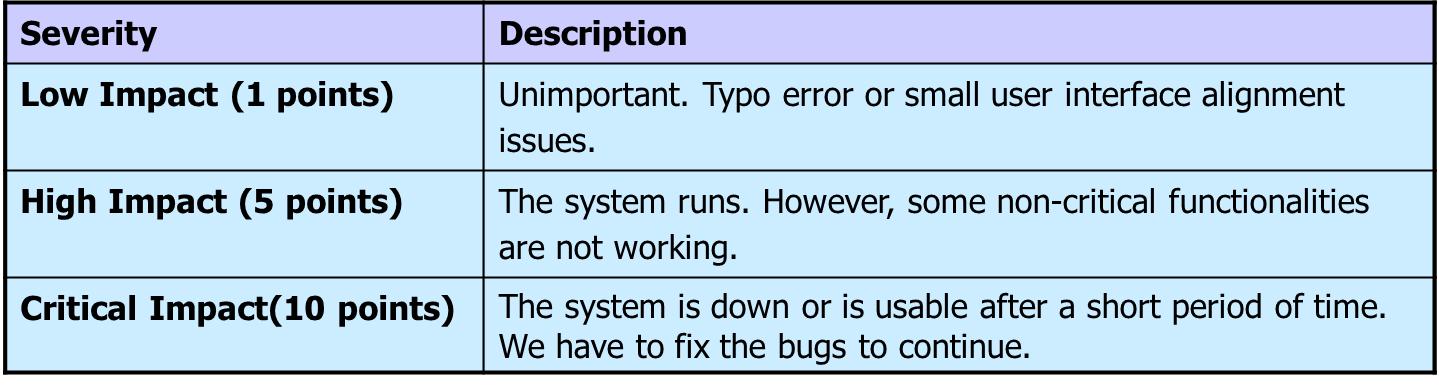 Severity
Description
Low Impact (1 points)
Unimportant. Typo error or small user interface alignment
issues.
High Impact (5 points)
The system runs. However, some non-critical functionalities
are not working.
Critical Impact(10 points)
The system is down or is usable after a short period of time.
We have to fix the bugs to continue.